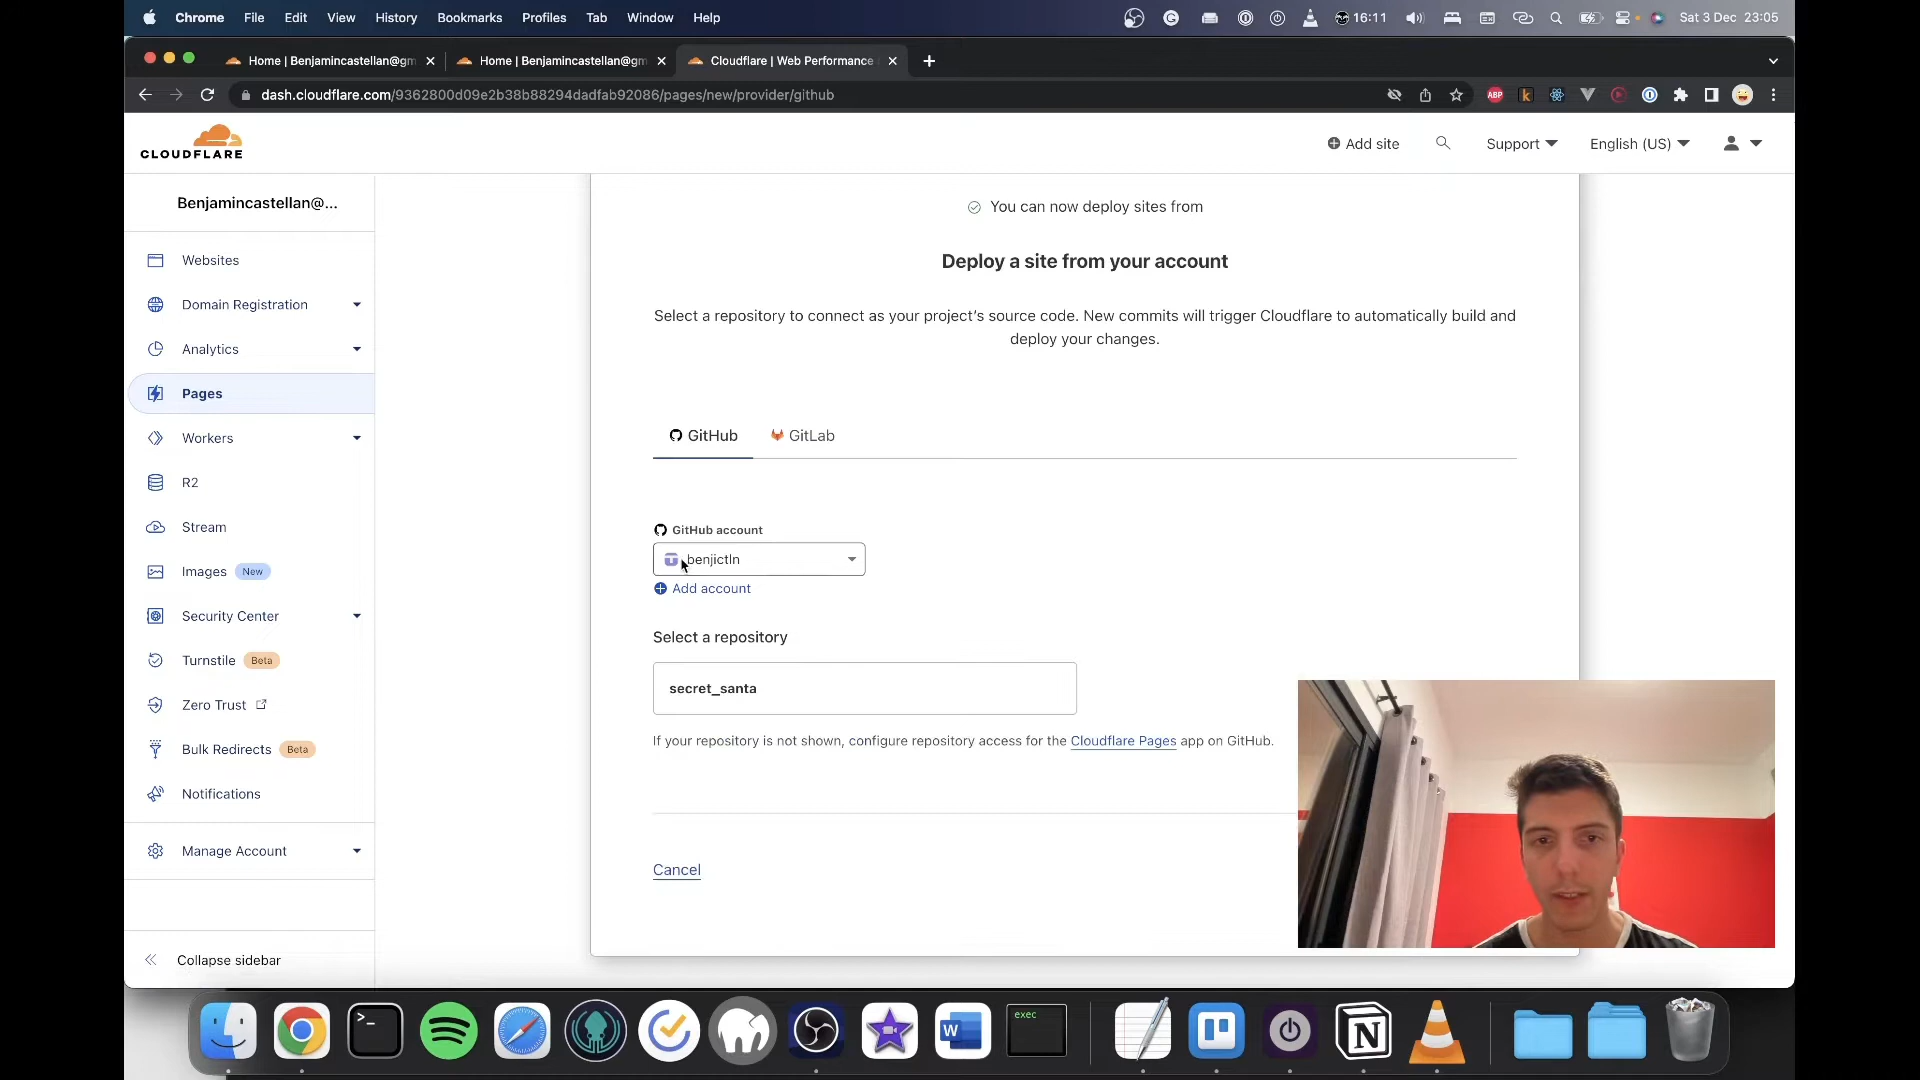 Chrome File Edit View History Bookmarks Profiles Tab Window Help
16:11
Sat 3 Dec 23:05
Home | Benjamincastellan@gm
Home | Benjamincastellan@gm
Cloudflare | Web Performance
dash.cloudflare.com/9362800d09e2b38b88294dadfab92086/pages/new/provider/github
ABP
CLOUDFLARE
Add site
Support
English (US)
Benjamincastellan@...
Websites
Domain Registration
Analytics
Pages
Workers
R2
Stream
Images New
Security Center
Turnstile Beta
Zero Trust
Bulk Redirects Beta
Notifications
Manage Account
Collapse sidebar
You can now deploy sites from
Deploy a site from your account
Select a repository to connect as your project's source code. New commits will trigger Cloudflare to automatically build and
deploy your changes.
GitHub
GitLab
GitHub account
benjictln
Add account
Select a repository
secret_santa
If your repository is not shown, configure repository access for the Cloudflare Pages app on GitHub.
Cancel
exec